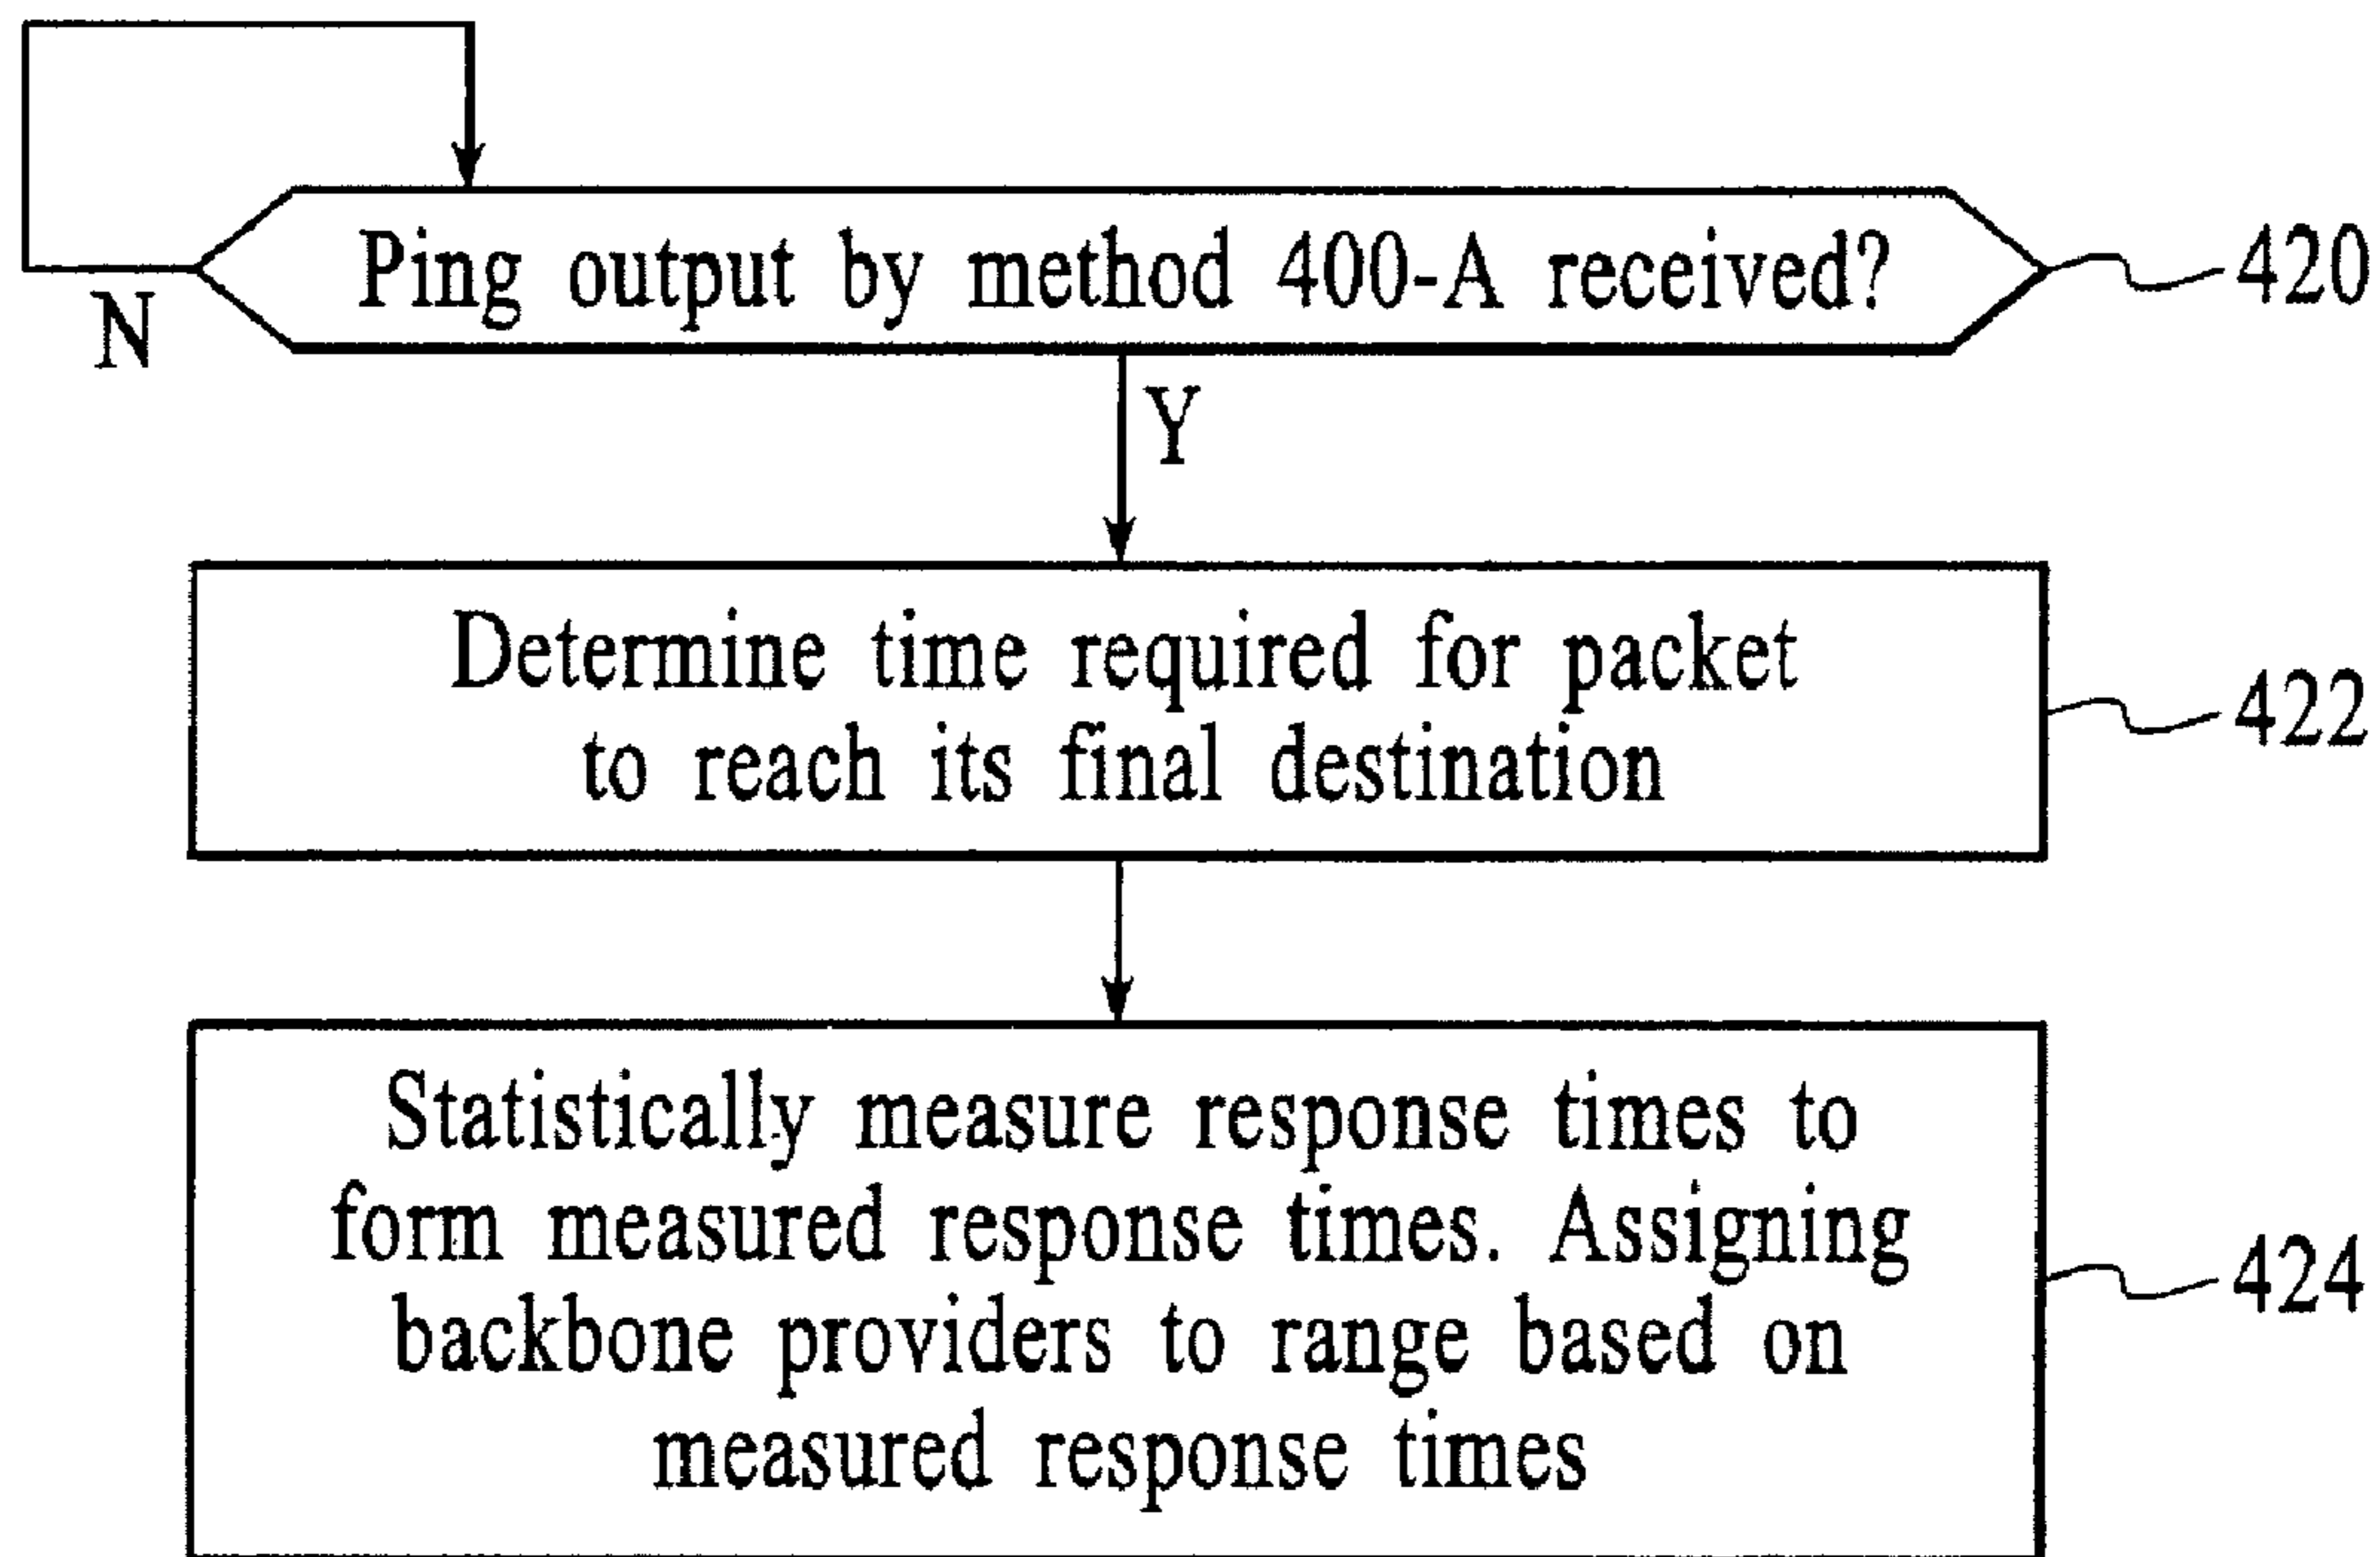 Ping output by method 400-A received?
420
N
Y
Determine time required for packet
to reach its final destination
422
Statistically measure response times to
form measured response times. Assigning
backbone providers to range based on
measured response times
424